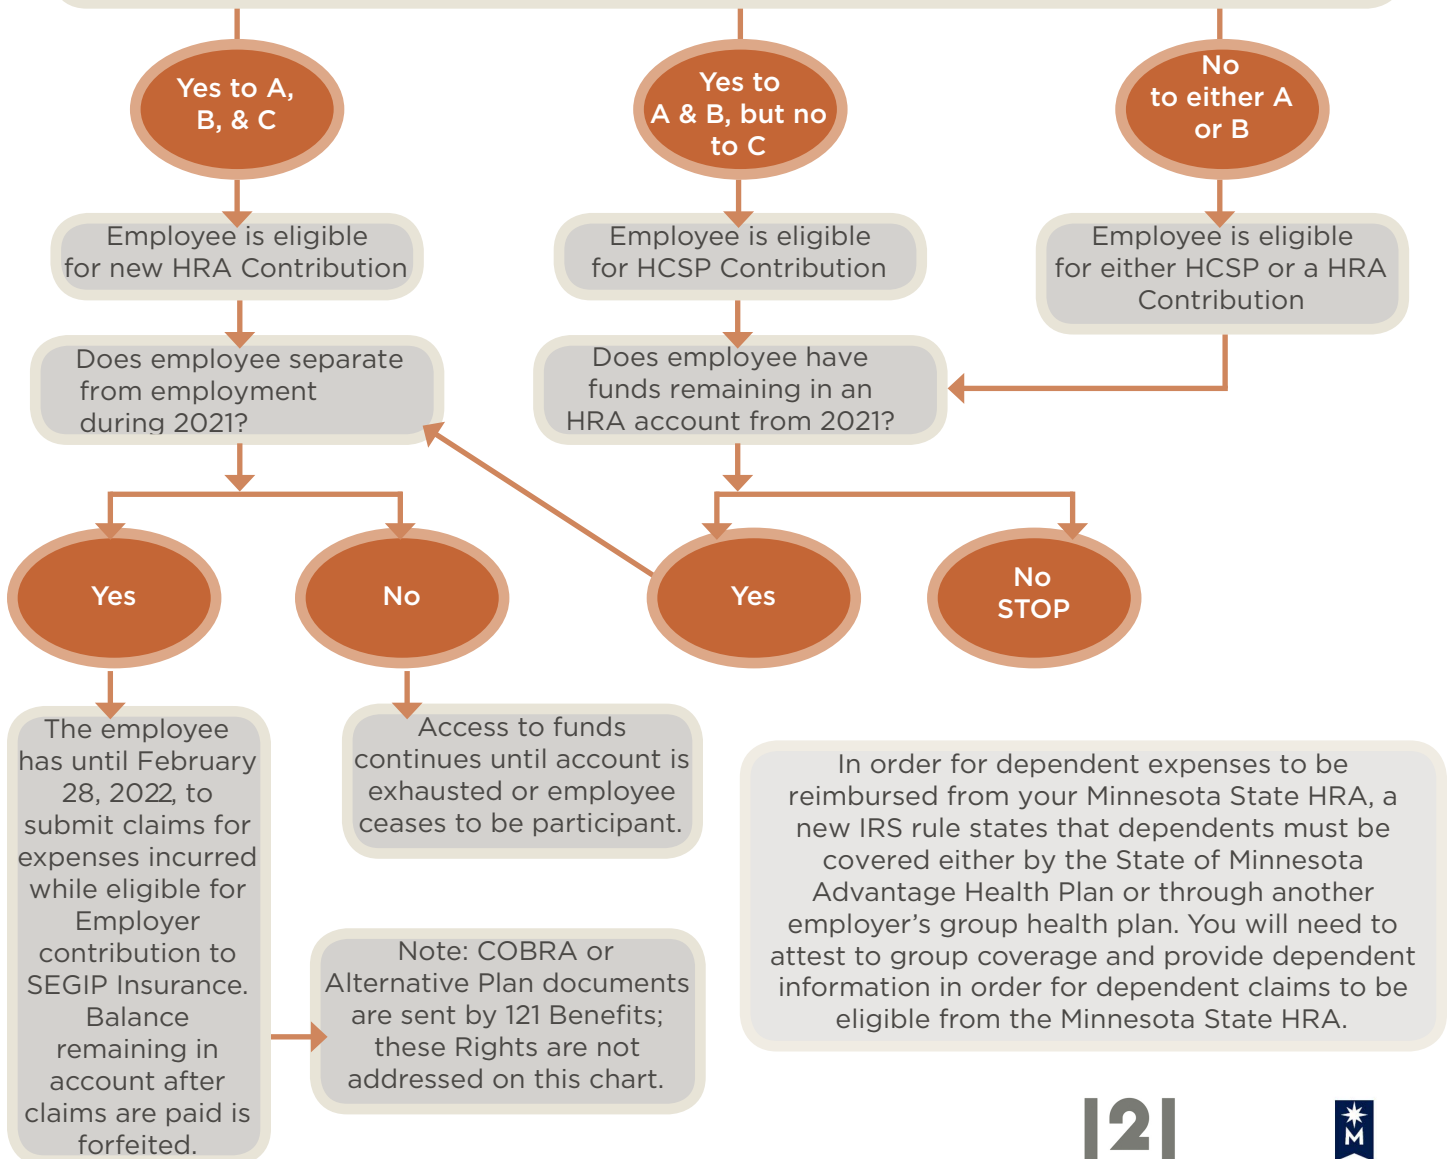 Yes to A,
B, & C
Yes to
A & B, but no
to C
No
to either A
or B
Employee is eligible
for new HRA Contribution
Employee is eligible
for HCSP Contribution
Employee is eligible
for either HCSP or a HRA
Contribution
Does employee separate
from employment
during 2021?
Does employee have
funds remaining in an
HRA account from 2021?
Yes
No
Yes
No
STOP
The employee
has until February
28, 2022, to
submit claims for
expenses incurred
while eligible for
Employer
contribution to
SEGIP Insurance.
Balance
remaining in
account after
claims are paid is
forfeited.
Access to funds
continues until account is
exhausted or employee
ceases to be participant.
Note: COBRA or
Alternative Plan documents
are sent by 121 Benefits;
these Rights are not
addressed on this chart.
In order for dependent expenses to be
reimbursed from your Minnesota State HRA, a
new IRS rule states that dependents must be
covered either by the State of Minnesota
Advantage Health Plan or through another
employer’s group health plan. You will need to
attest to group coverage and provide dependent
information in order for dependent claims to be
eligible from the Minnesota State HRA.
|2|
M